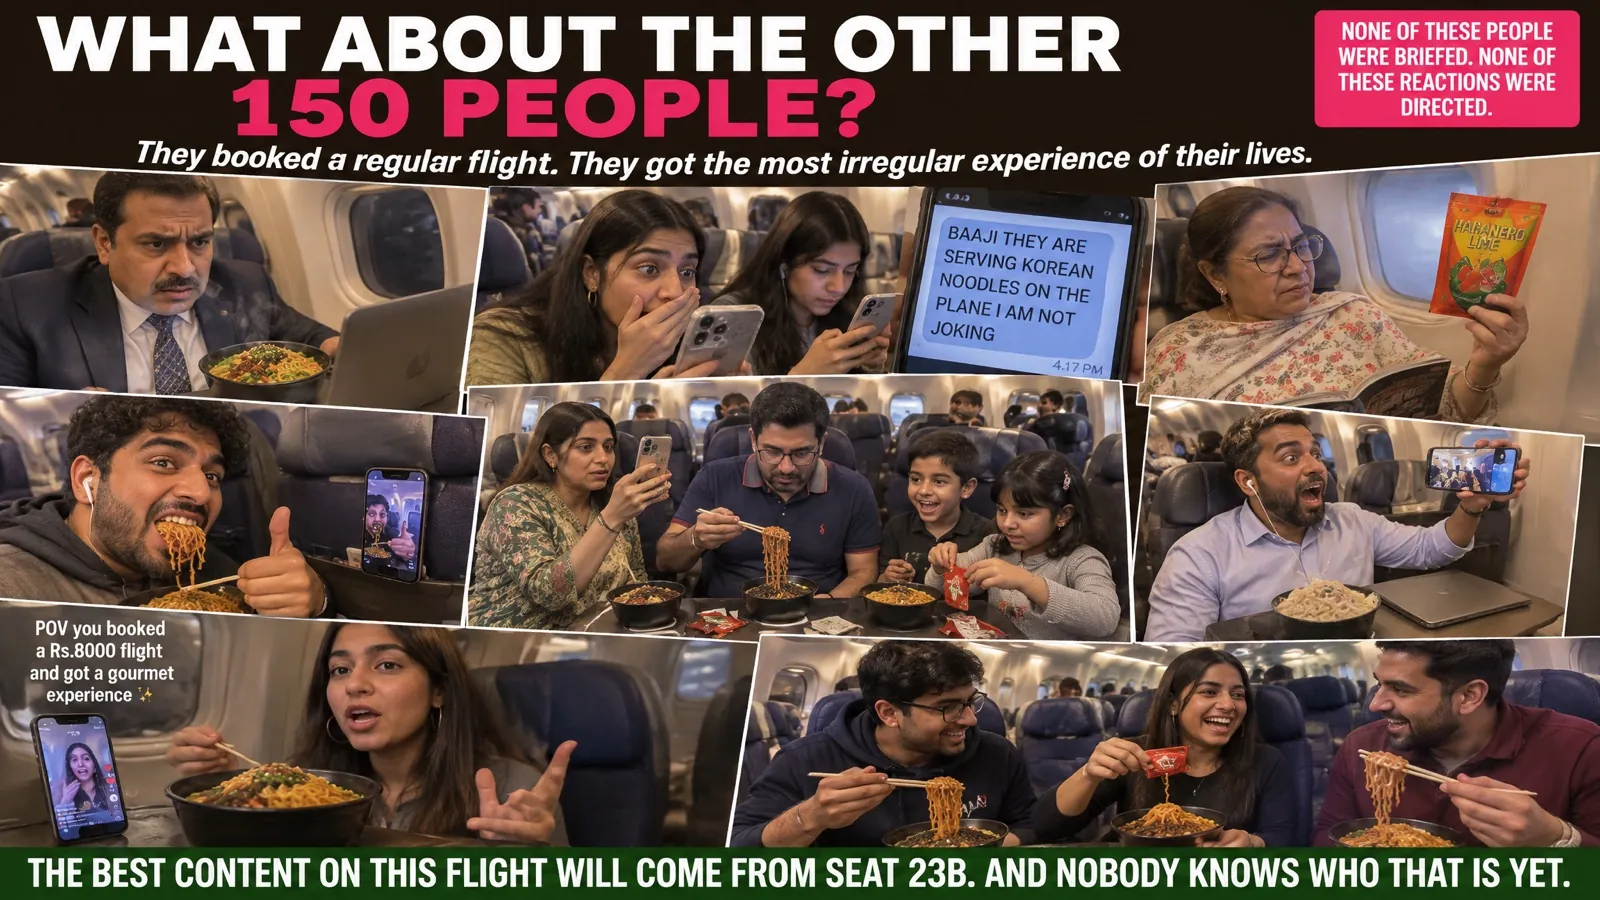 WHAT ABOUT THE OTHER
150 PEOPLE?
They booked a regular flight. They got the most irregular experience of their lives.
NONE OF THESE PEOPLE
WERE BRIEFED. NONE OF
THESE REACTIONS WERE
DIRECTED.
BAAJI THEY ARE
SERVING KOREAN
NOODLES ON THE
PLANE I AM NOT
JOKING
4.17 PM
HABANERO
LIME
POV you booked
a Rs.8000 flight
and got a gourmet
experience ✨
THE BEST CONTENT ON THIS FLIGHT WILL COME FROM SEAT 23B. AND NOBODY KNOWS WHO THAT IS YET.